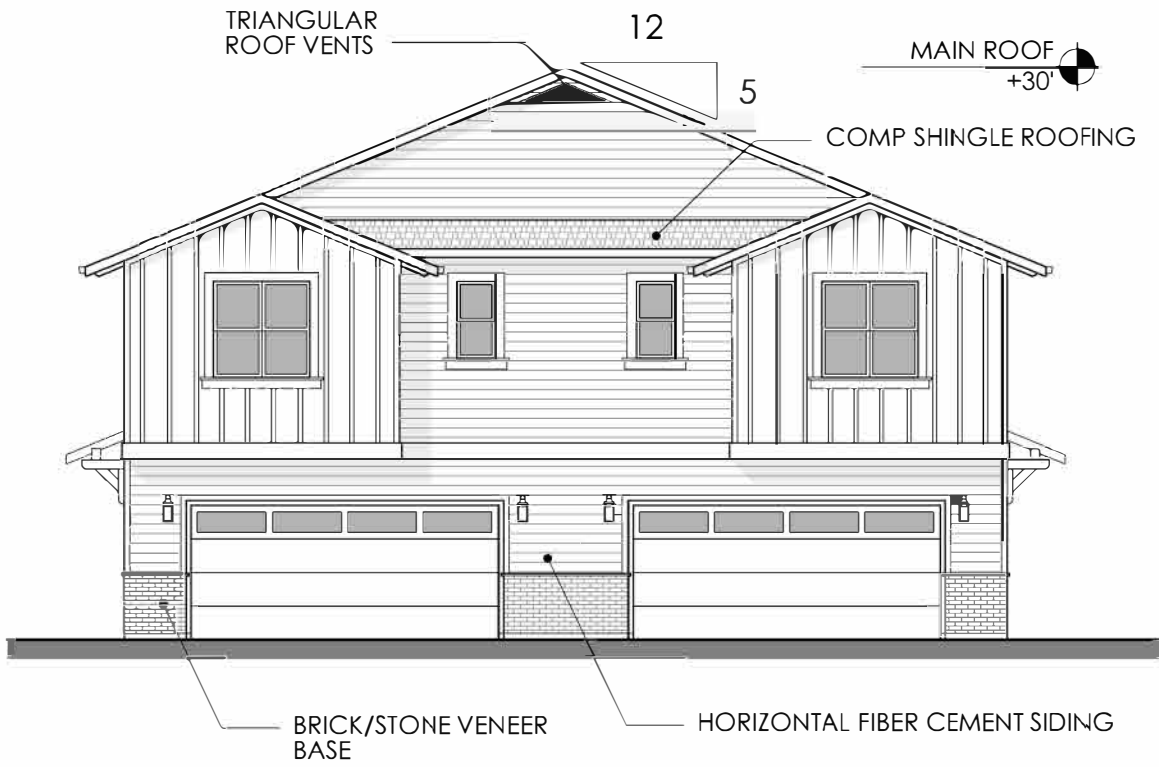 TRIANGULAR
ROOF VENTS
12
5
MAIN ROOF
+30'
COMP SHINGLE ROOFING
BRICK/STONE VENEER
BASE
HORIZONTAL FIBER CEMENT SIDING